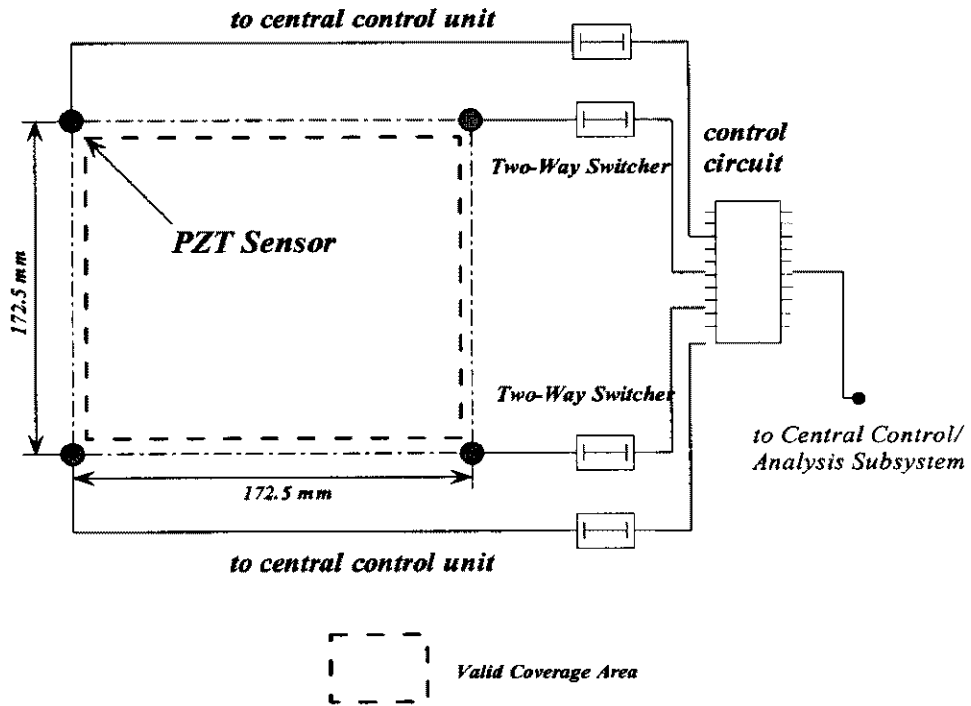 to central control unit
control
circuit
Two-Way Switcher
PZT Sensor
172.5 mm
Two-Way Switcher
to Central Control/
Analysis Subsystem
172.5 mm
to central control unit
Valid Coverage Area